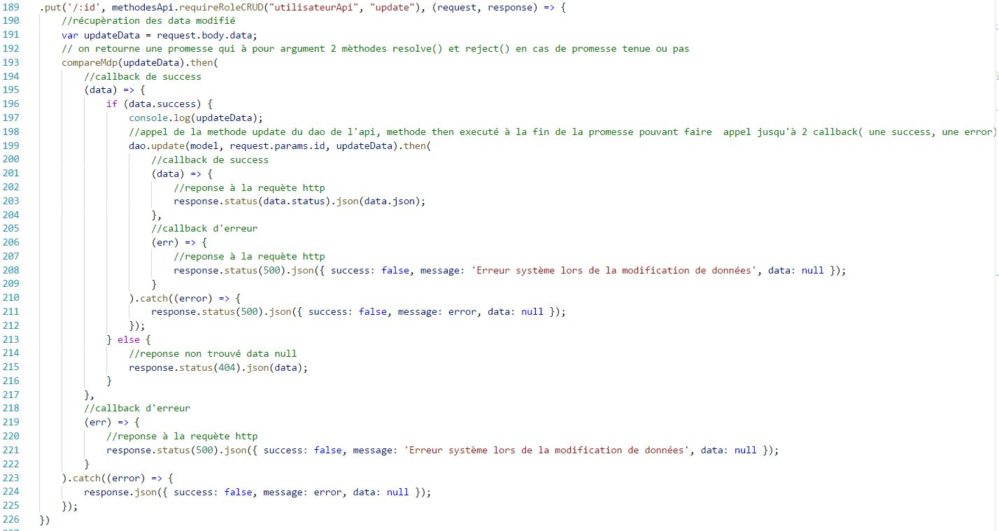 189 .put('/:id', methodesApi.requireRoleCRUD("utilisateurApi", "update"), (request, response) => {
190 //récupèration des data modifié
191 var updateData = request.body.data;
192 // on retourne une promesse qui à pour argument 2 mèthodes resolve() et reject() en cas de promesse tenue ou pas
193 compareMdp(updateData).then(
194 //callback de success
195 (data) => {
196 if (data.success) {
197 console.log(updateData);
198 //appel de la methode update du dao de l'api, methode then executé à la fin de la promesse pouvant faire  appel jusqu'à 2 callback( une success, une error)
199 dao.update(model, request.params.id, updateData).then(
200 //callback de success
201 (data) => {
202 //reponse à la requète http
203 response.status(data.status).json(data.json);
204 },
205 //callback d'erreur
206 (err) => {
207 //reponse à la requète http
208 response.status(500).json({ success: false, message: 'Erreur système lors de la modification de données', data: null });
209 }
210 ).catch((error) => {
211 response.status(500).json({ success: false, message: error, data: null });
212 });
213 } else {
214 //reponse non trouvé data null
215 response.status(404).json(data);
216 }
217 },
218 //callback d'erreur
219 (err) => {
220 //reponse à la requète http
221 response.status(500).json({ success: false, message: 'Erreur système lors de la modification de données', data: null });
222 }
223 ).catch((error) => {
224 response.json({ success: false, message: error, data: null });
225 });
226 })